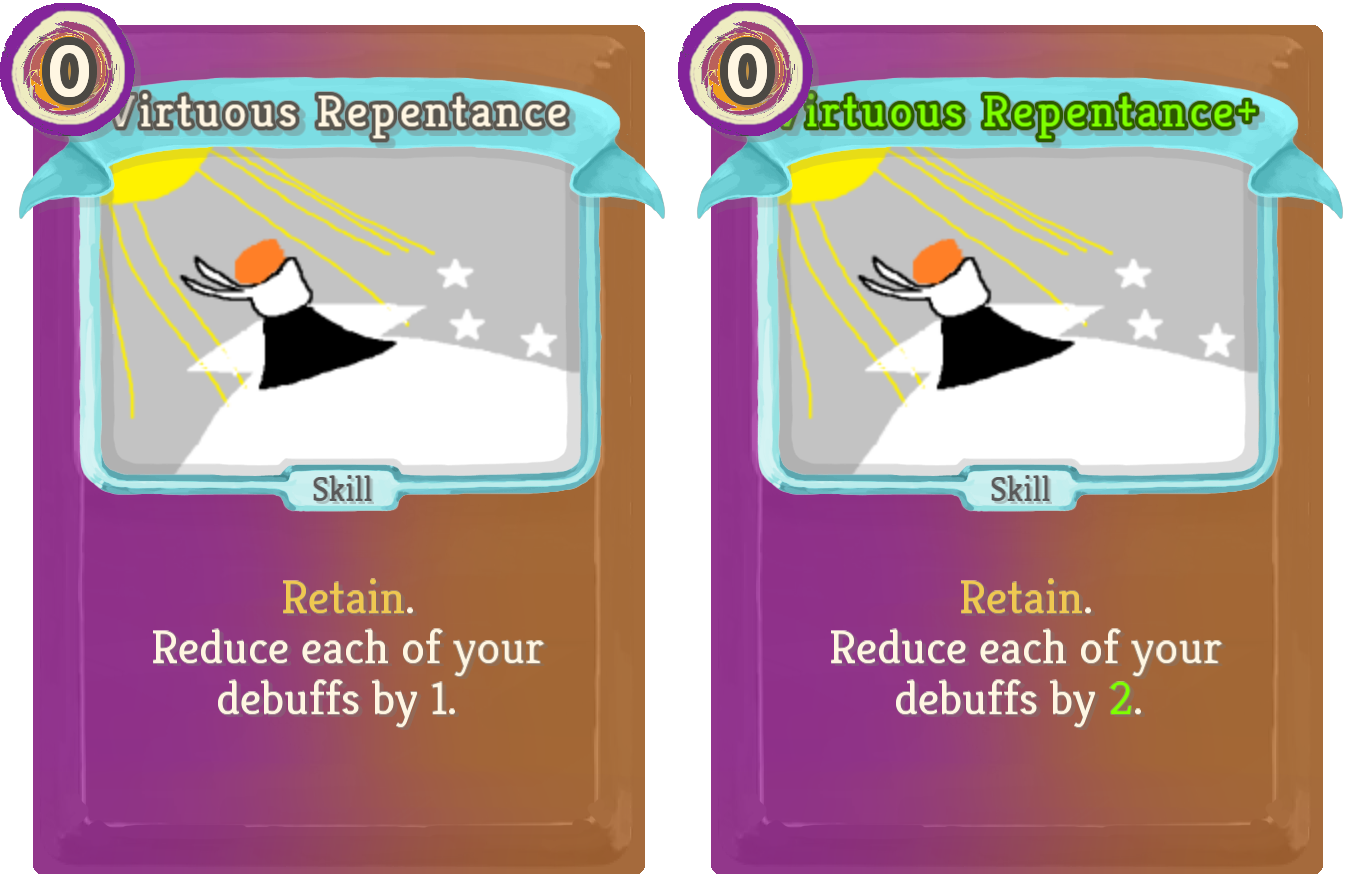 0
Virtuous Repentance
Skill
Retain.
Reduce each of your
debuffs by 1.
0
Virtuous Repentance+
Skill
Retain.
Reduce each of your
debuffs by 2.